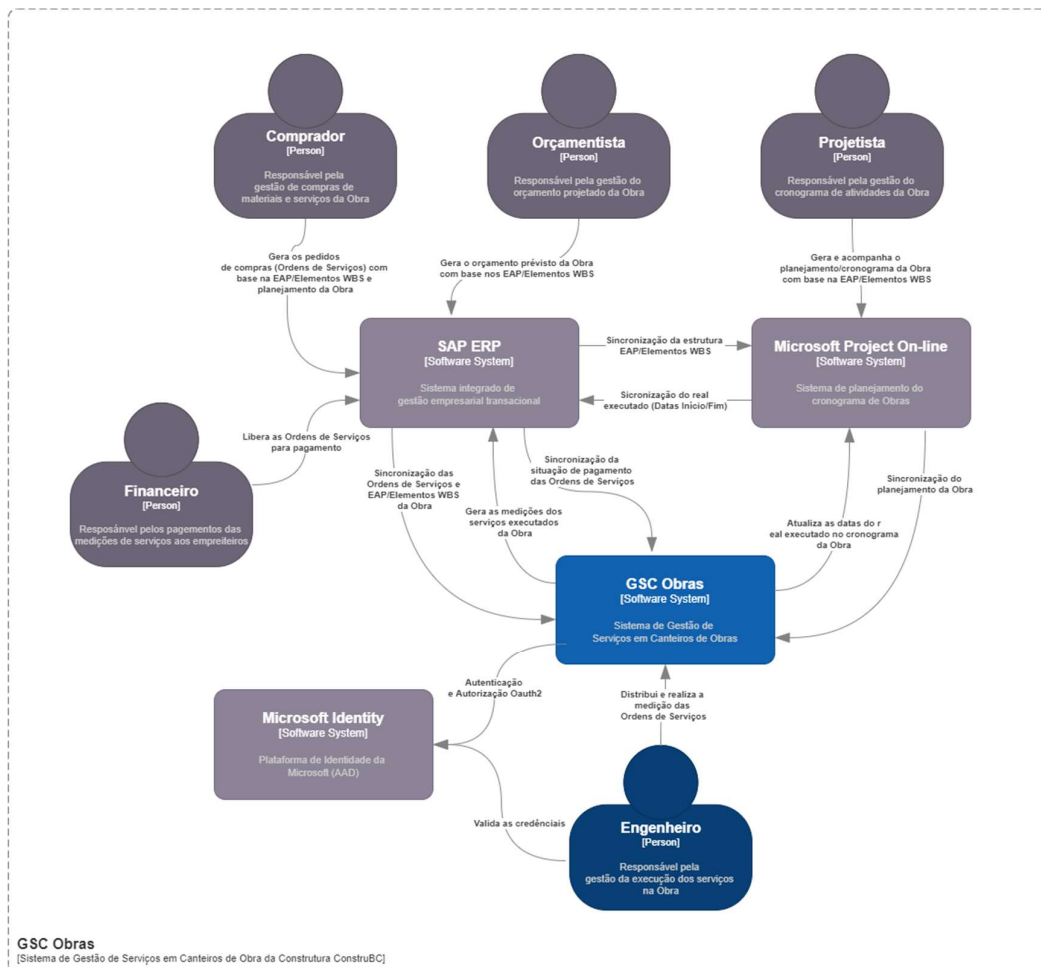 Comprador
[Person]
Responsável pela
gestão de compras de
materiais e serviços da Obra
Orçamentista
[Person]
Responsável pela gestão do
orçamento projetado da Obra
Projetista
[Person]
Responsável pela gestão do
cronograma de atividades da Obra
Gera os pedidos
de compras (Ordens de Serviços) com
base na EAP/Elementos WBS e
planejamento da Obra
Gera o orçamento prévisto da Obra
com base nos EAP/Elementos WBS
Gera e acompanha o
planejamento/cronograma da Obra
com base na EAP/Elementos WBS
SAP ERP
[Software System]
Sistema integrado de
gestão empresarial transacional
Sincronização da estrutura
EAP/Elementos WBS
Sicronização do real
executado (Datas Início/Fim)
Microsoft Project On-line
[Software System]
Sistema de planejamento do
cronograma de Obras
Financeiro
[Person]
Resposánvel pelos pagementos das
medições de serviços aos empreiteiros
Libera as Ordens de Serviços
para pagamento
Sincronização das
Ordens de Serviços e
EAP/Elementos WBS
da Obra
Gera as medições dos
serviços executados
da Obra
Sincronização da
situação de pagamento
das Ordens de Serviços
Atualiza as datas do r
eal executado no cronograma
da Obra
Sincronização do
planejamento da Obra
GSC Obras
[Software System]
Sistema de Gestão de
Serviços em Canteiros de Obras
Autenticação
e Autorização Oauth2
Distribui e realiza a
medição das
Ordens de Serviços
Microsoft Identity
[Software System]
Plataforma de Identidade da
Microsoft (AAD)
Valida as credênciais
Engenheiro
[Person]
Responsável pela
gestão da execução dos serviços
na Obra
GSC Obras
[Sistema de Gestão de Serviços em Canteiros de Obra da Construtura ConstruBC]